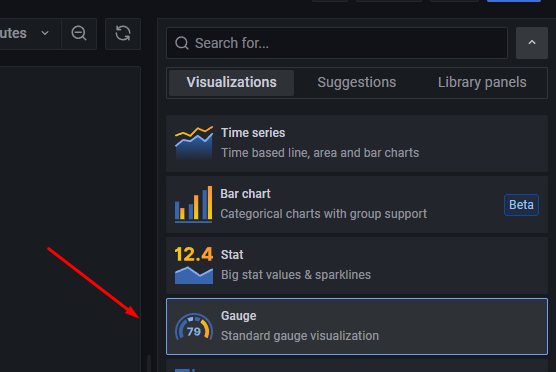 utes
Search for...
Visualizations
Suggestions
Library panels
Time series
Time based line, area and bar charts
Bar chart
Categorical charts with group support
Beta
12.4
Stat
Big stat values & sparklines
79
Gauge
Standard gauge visualization